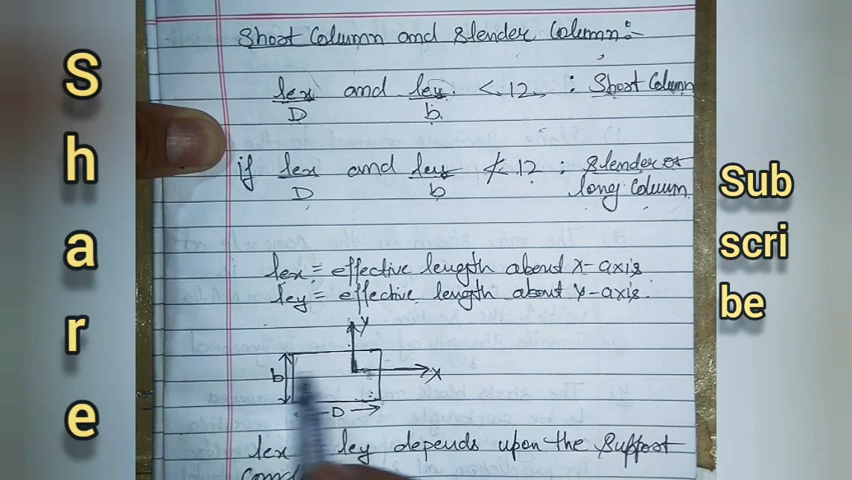 Share
Short Column and Slender Column:-
lex/D and ley/b < 12 : Short Column
if lex/D and ley/b ≮ 12 : Slender or
long Column
lex = effective length about x-axis
ley = effective length about y-axis.
y
b
x
D
lex ley depends upon the Support
Sub
scri
be